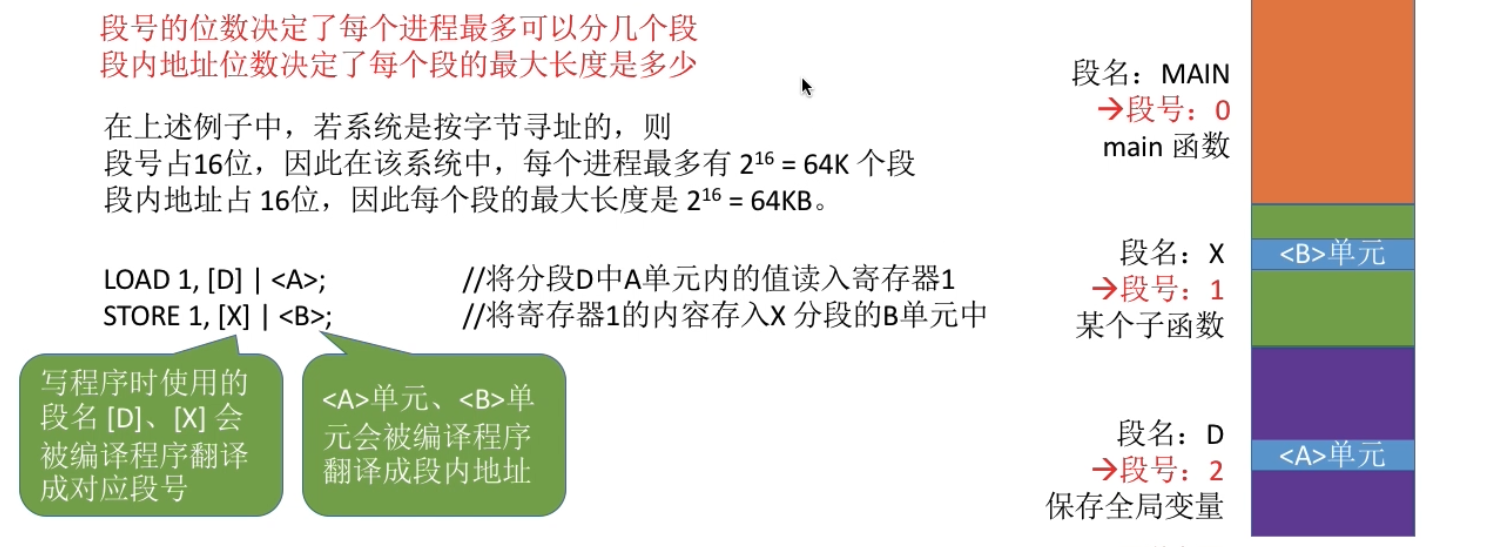 段号的位数决定了每个进程最多可以分几个段
段内地址位数决定了每个段的最大长度是多少
在上述例子中，若系统是按字节寻址的，则
段号占16位，因此在该系统中，每个进程最多有 2¹⁶ = 64K 个段
段内地址占 16位，因此每个段的最大长度是 2¹⁶ = 64KB。
LOAD 1, [D] | <A>; //将分段D中A单元内的值读入寄存器1
STORE 1, [X] | <B>; //将寄存器1的内容存入X 分段的B单元中
写程序时使用的
段名 [D]、[X] 会
被编译程序翻译
成对应段号
<A>单元、<B>单
元会被编译程序
翻译成段内地址
段名：MAIN
→段号：0
main 函数
段名：X
→段号：1
某个子函数
<B>单元
段名：D
→段号：2
保存全局变量
<A>单元